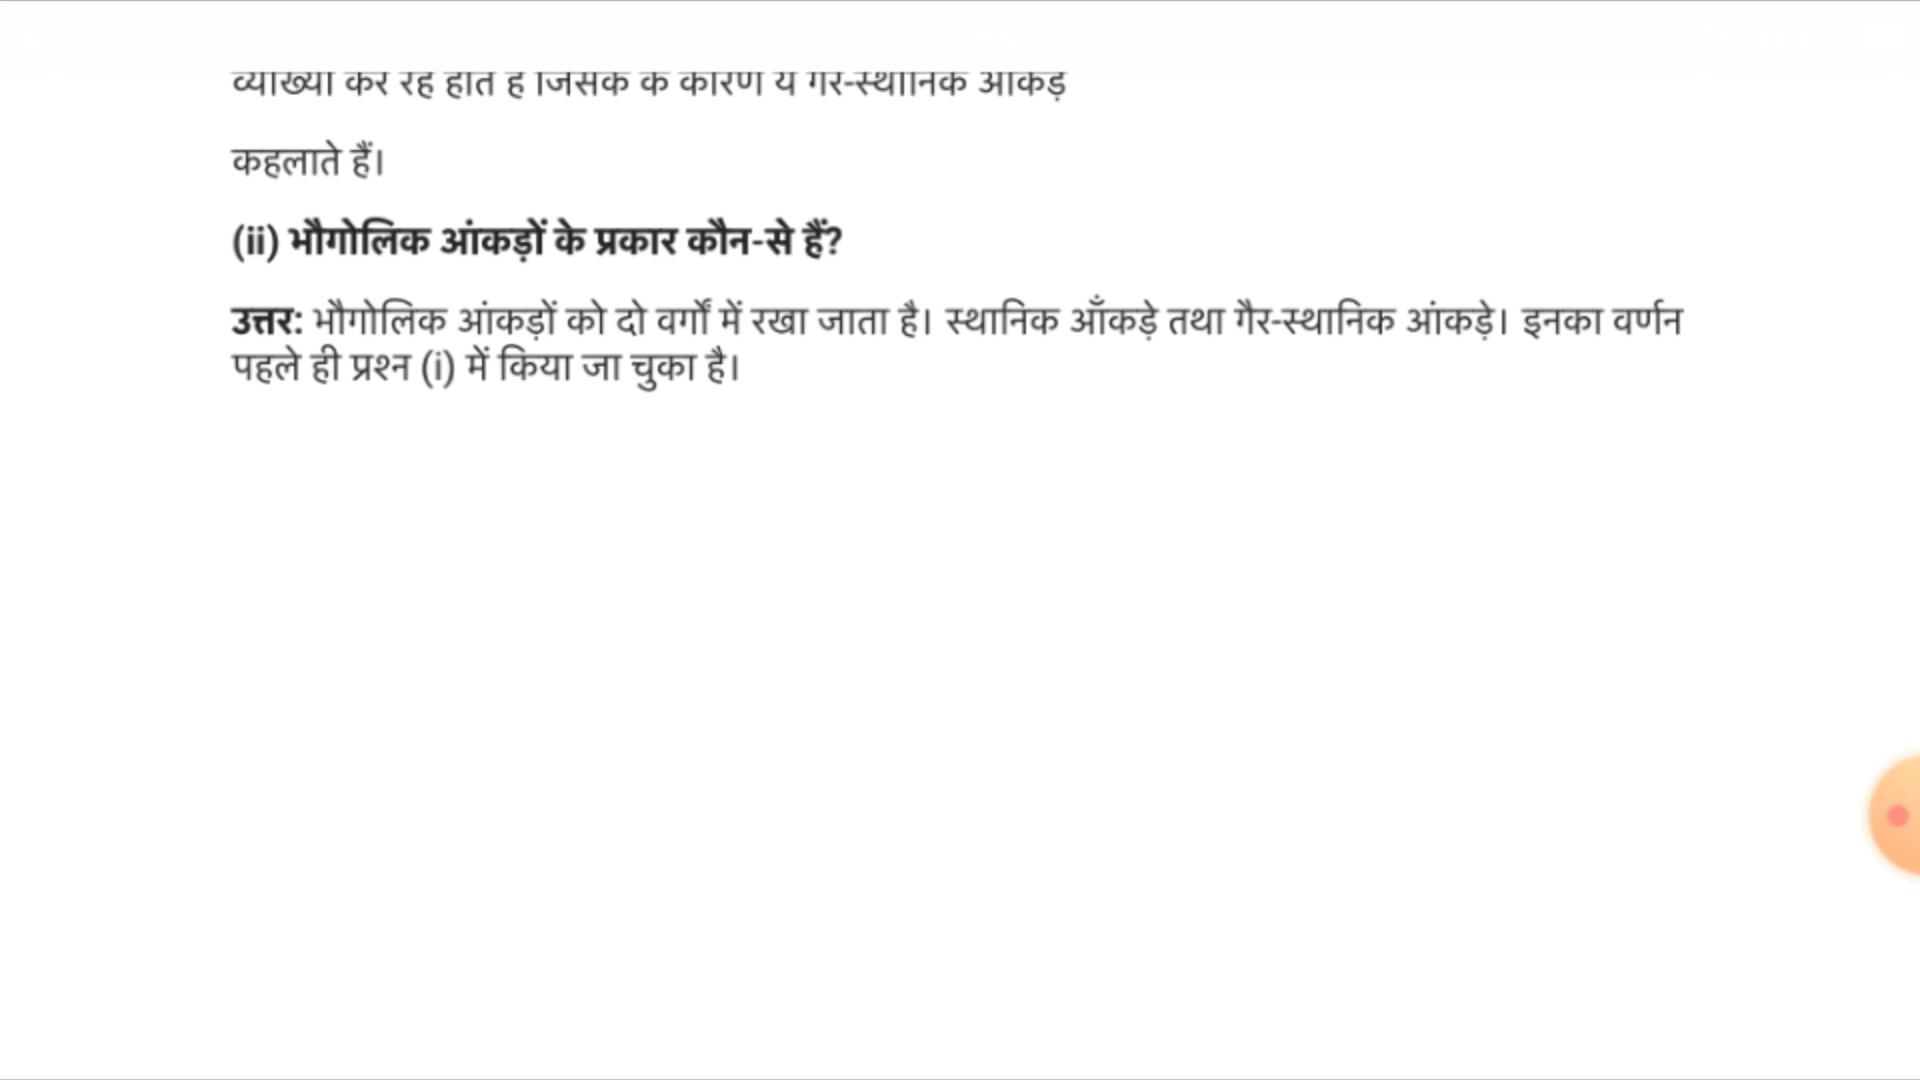 व्याख्या कर रहे होते हैं जिसके के कारण ये गैर-स्थानिक आंकड़े
कहलाते हैं।
(ii) भौगोलिक आंकड़ों के प्रकार कौन-से हैं?
उत्तर: भौगोलिक आंकड़ों को दो वर्गों में रखा जाता है। स्थानिक आँकड़े तथा गैर-स्थानिक आंकड़े। इनका वर्णन
पहले ही प्रश्न (i) में किया जा चुका है।